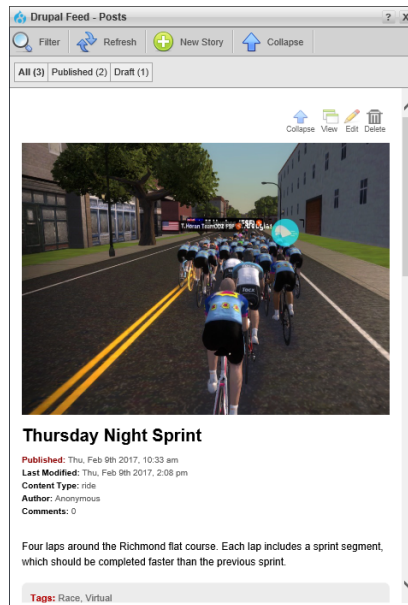 Drupal Feed - Posts
? X
Filter Refresh New Story Collapse
All (3) Published (2) Draft (1)
Collapse View Edit Delete
T.Horan TeamODZ
Thursday Night Sprint
Published: Thu, Feb 9th 2017, 10:33 am
Last Modified: Thu, Feb 9th 2017, 2:08 pm
Content Type: ride
Author: Anonymous
Comments: 0
Four laps around the Richmond flat course. Each lap includes a sprint segment,
which should be completed faster than the previous sprint.
Tags: Race, Virtual